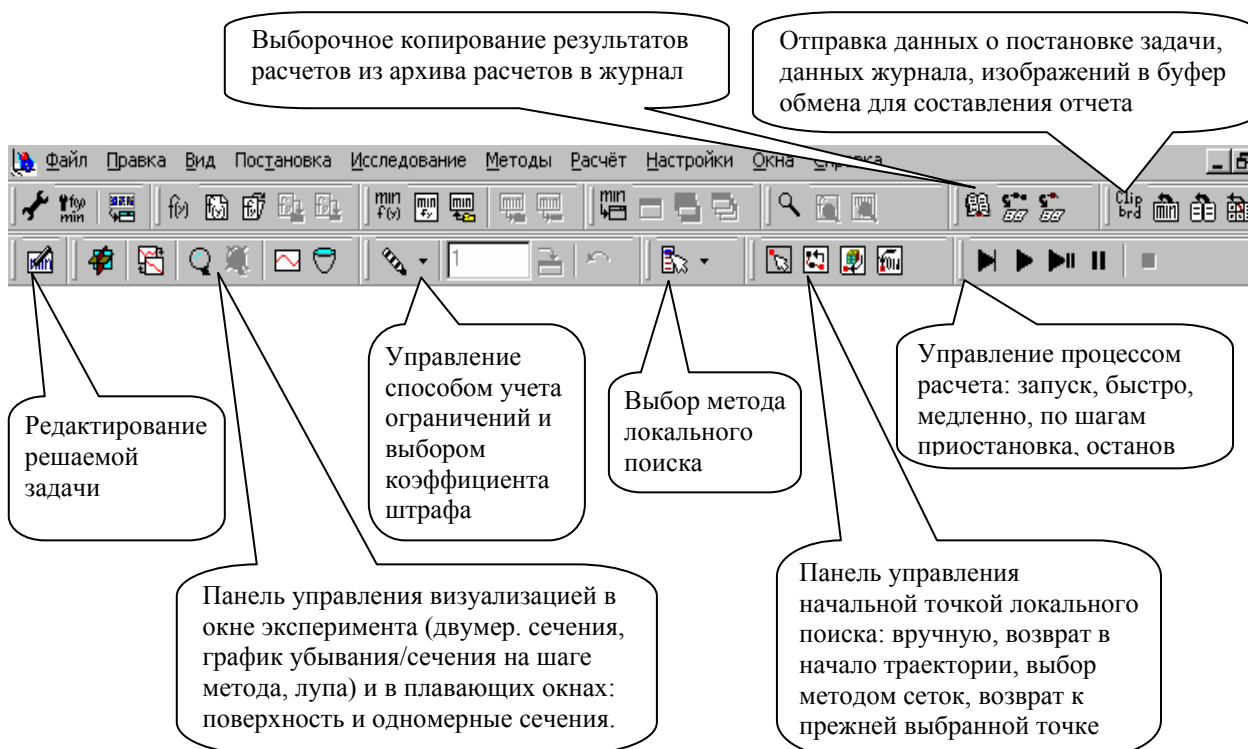 Выборочное копирование результатов
расчетов из архива расчетов в журнал
Отправка данных о постановке задачи,
данных журнала, изображений в буфер
обмена для составления отчета
Файл Правка Вид Постановка Исследование Методы Расчёт Настройки Окна Справка
f(x)
min
f(x)
min
Clip
brd
1
Редактирование
решаемой
задачи
Управление
способом учета
ограничений и
выбором
коэффициента
штрафа
Выбор метода
локального
поиска
Управление процессом
расчета: запуск, быстро,
медленно, по шагам
приостановка, останов
Панель управления визуализацией в
окне эксперимента (двумер. сечения,
график убывания/сечения на шаге
метода, лупа) и в плавающих окнах:
поверхность и одномерные сечения.
Панель управления
начальной точкой локального
поиска: вручную, возврат в
начало траектории, выбор
методом сеток, возврат к
прежней выбранной точке